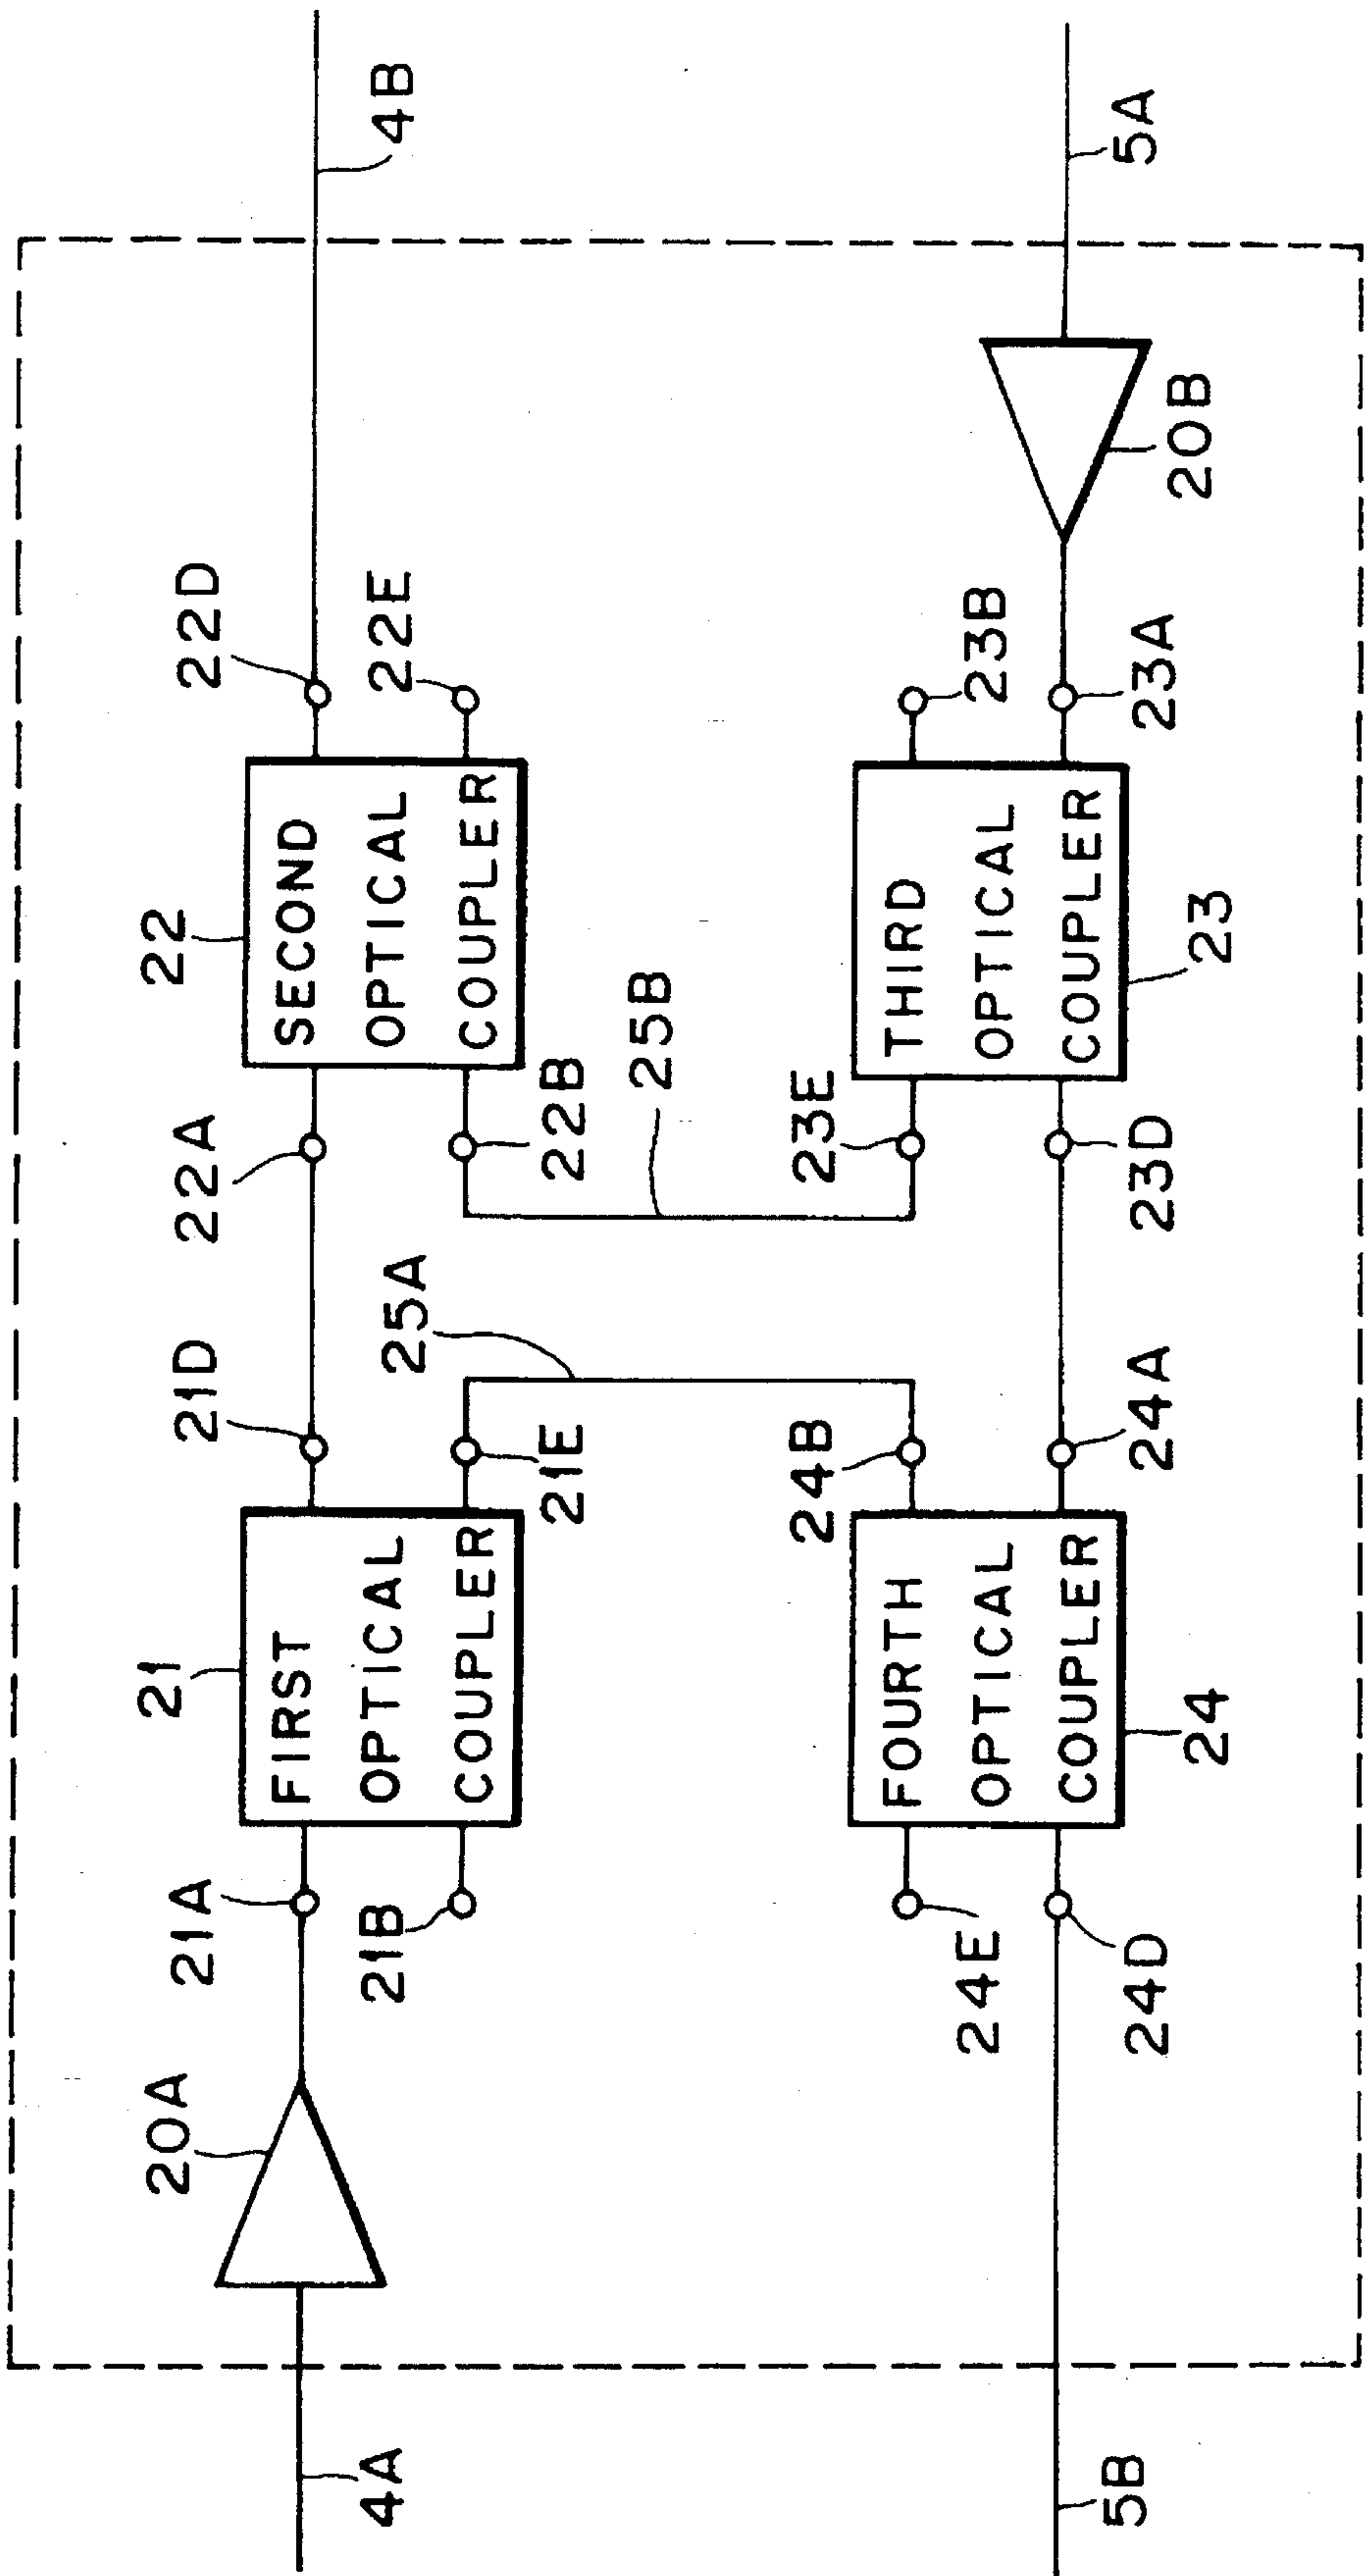 4A
20A
21A
21B
21
FIRST
OPTICAL
COUPLER
21D
21E
25A
22A
22B
25B
22
SECOND
OPTICAL
COUPLER
22D
22E
4B
5B
24E
24D
FOURTH
OPTICAL
COUPLER
24
24B
24A
23E
23D
THIRD
OPTICAL
COUPLER
23
23B
23A
20B
5A